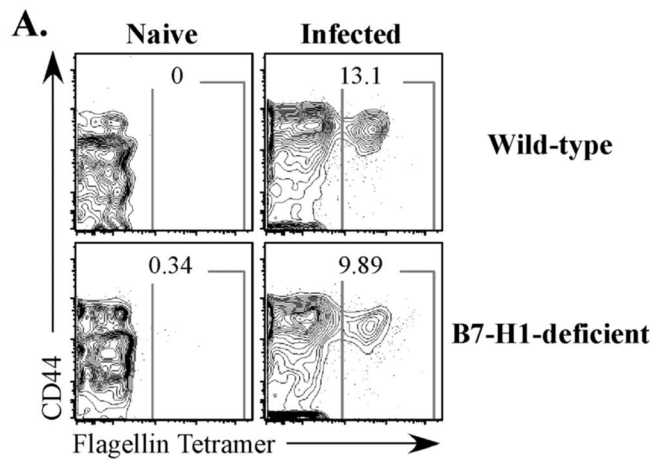 A.
Naive
Infected
0
13.1
Wild-type
0.34
9.89
B7-H1-deficient
CD44
Flagellin Tetramer